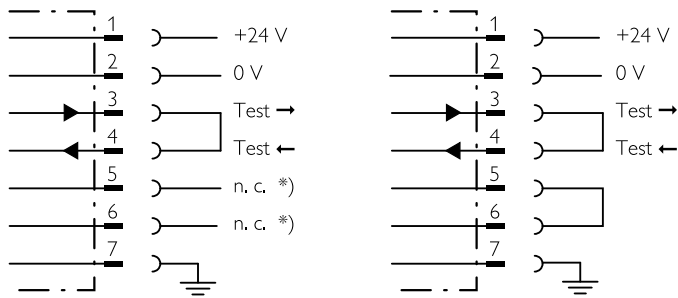 1 +24 V
2 0 V
3 Test →
4 Test ←
5 n. c. *)
6 n. c. *)
7
1 +24 V
2 0 V
3 Test →
4 Test ←
5
6
7